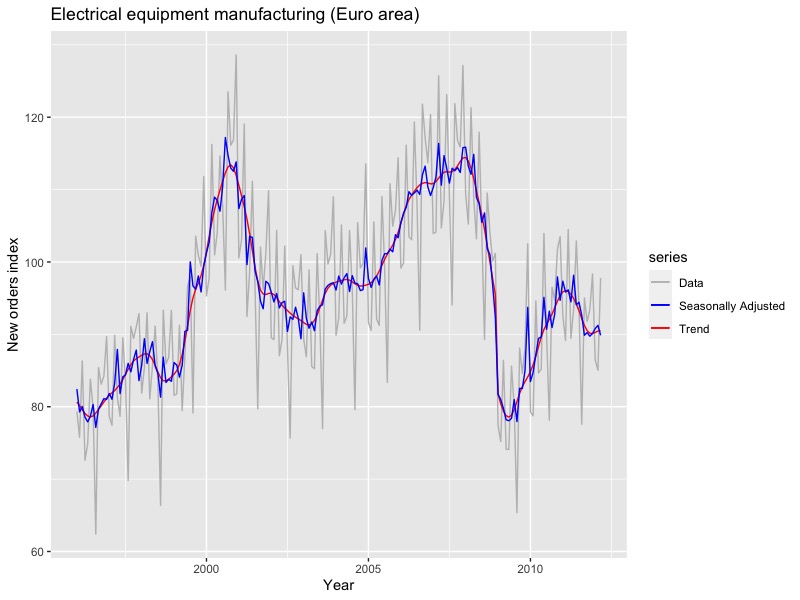 Electrical equipment manufacturing (Euro area)
120
100
80
60
New orders index
2000
2005
2010
Year
series
Data
Seasonally Adjusted
Trend